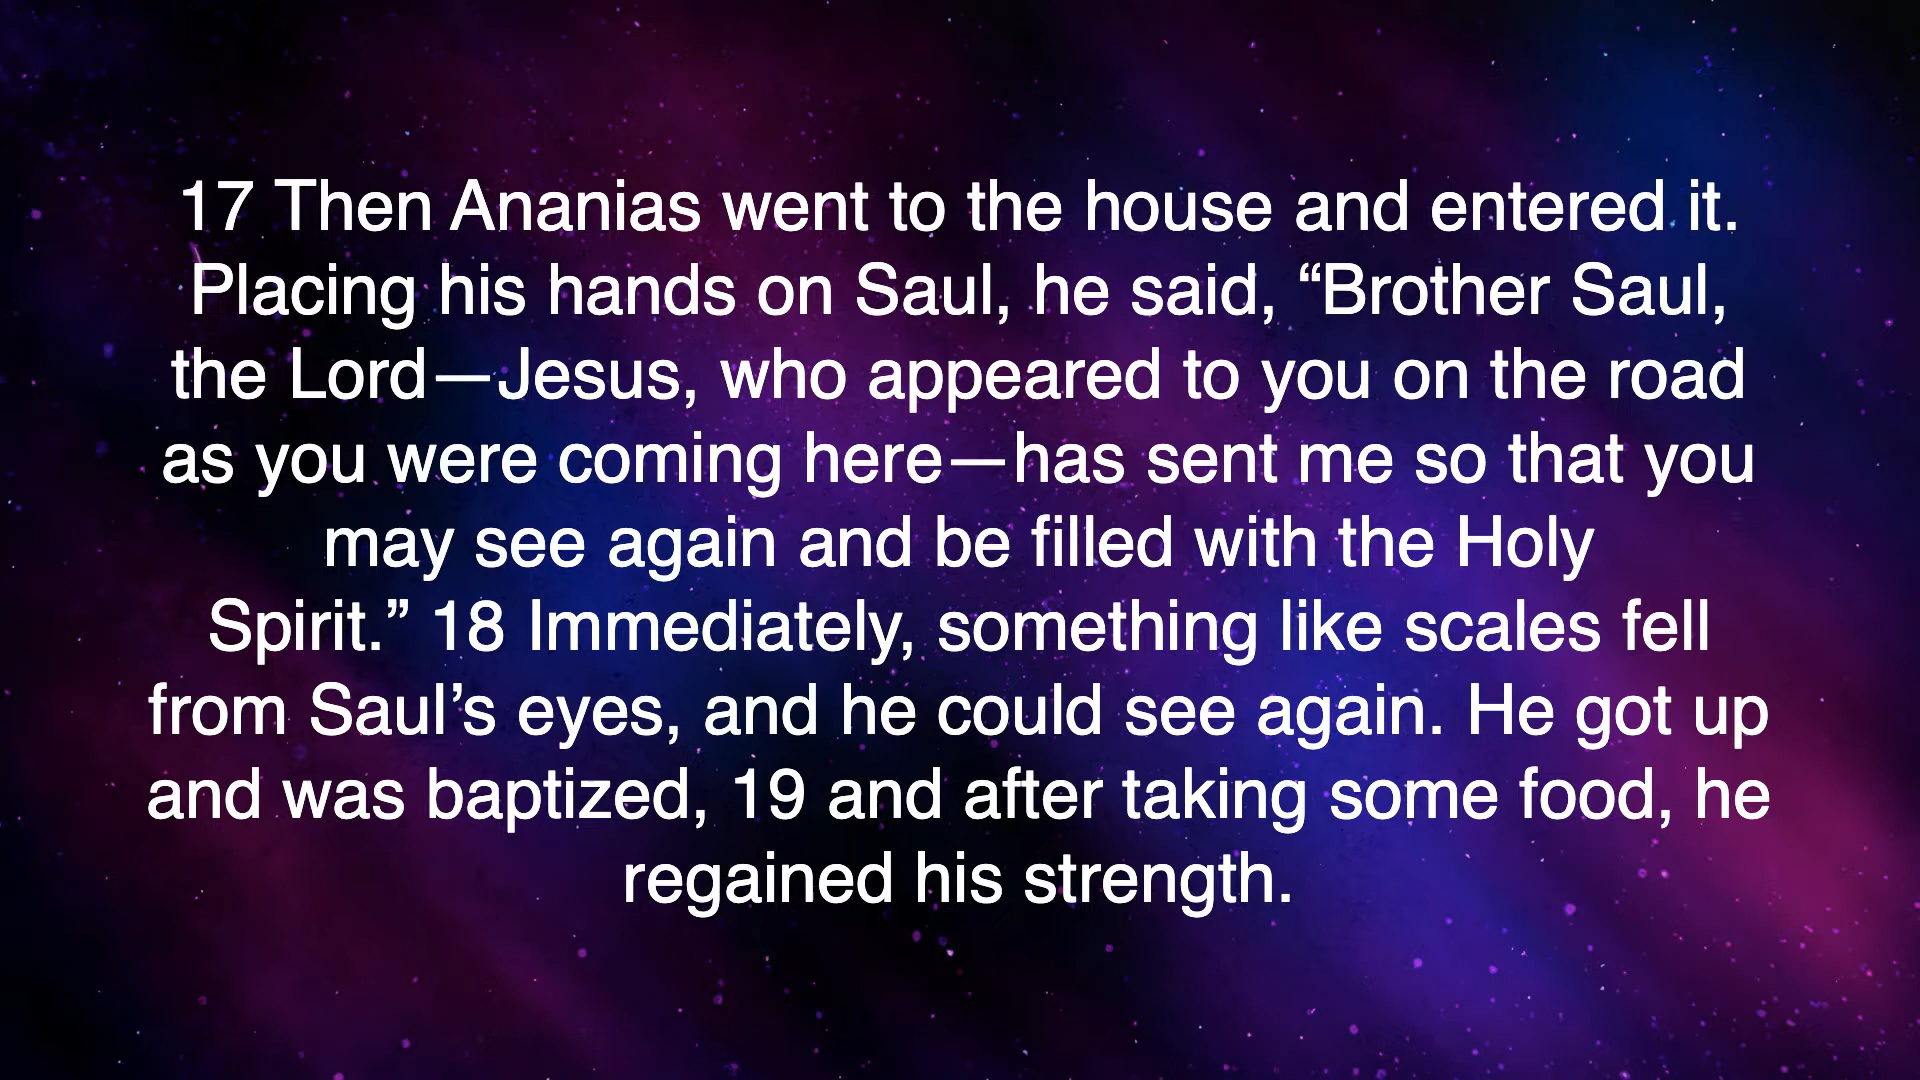 17 Then Ananias went to the house and entered it.
Placing his hands on Saul, he said, “Brother Saul,
the Lord—Jesus, who appeared to you on the road
as you were coming here—has sent me so that you
may see again and be filled with the Holy
Spirit.” 18 Immediately, something like scales fell
from Saul’s eyes, and he could see again. He got up
and was baptized, 19 and after taking some food, he
regained his strength.